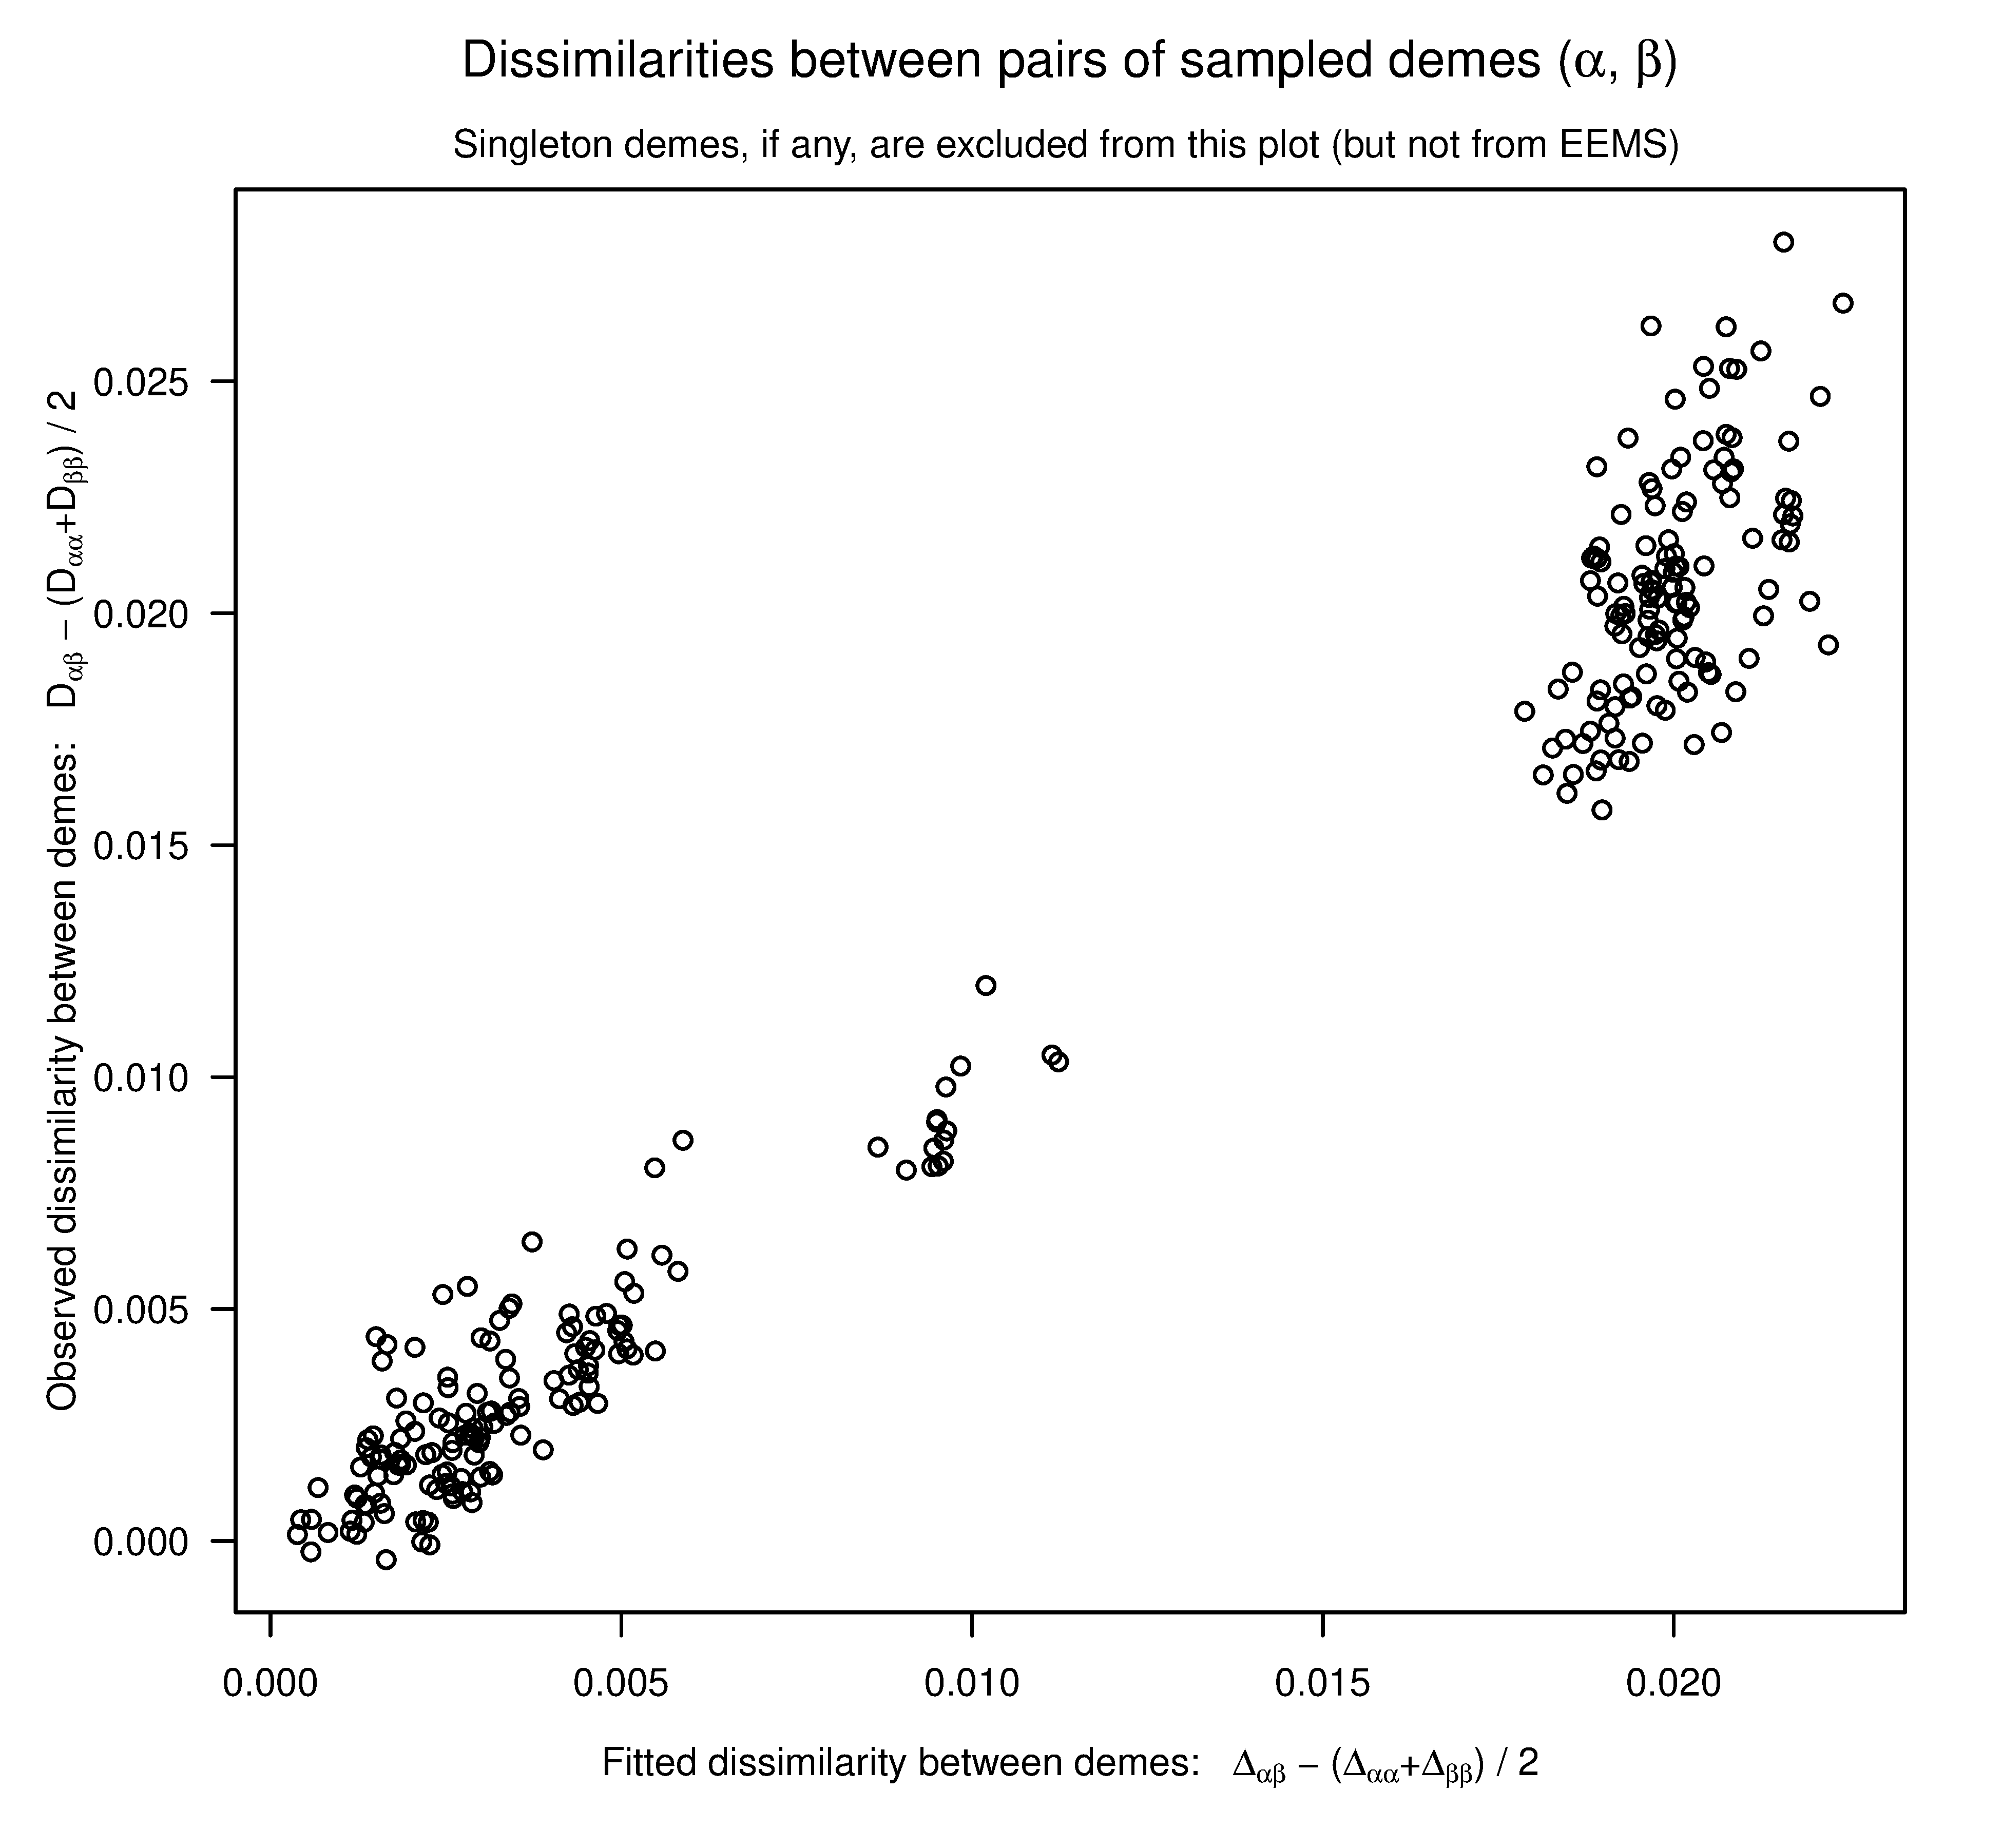 Dissimilarities between pairs of sampled demes (α, β)
Singleton demes, if any, are excluded from this plot (but not from EEMS)
Observed dissimilarity between demes: Dαβ − (Dαα+Dββ) / 2
0.025
0.020
0.015
0.010
0.005
0.000
0.000 0.005 0.010 0.015 0.020
Fitted dissimilarity between demes: Δαβ − (Δαα+Δββ) / 2